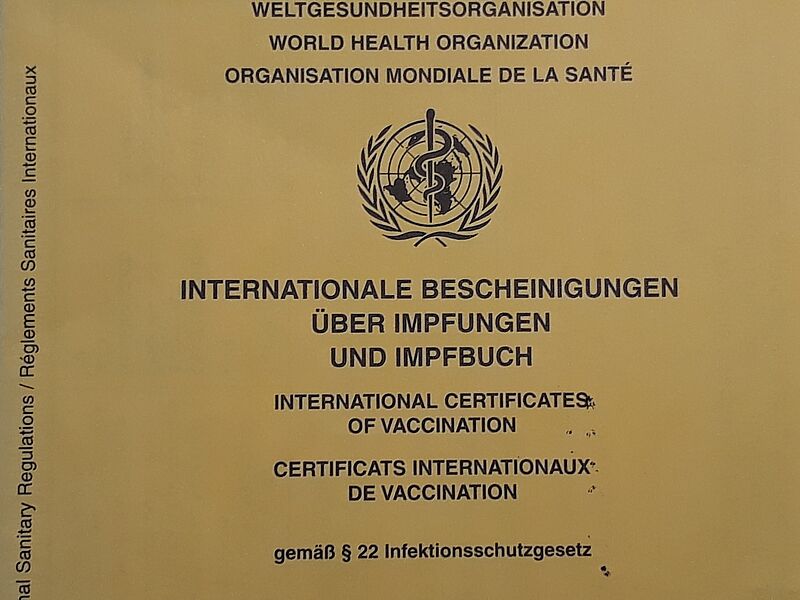 WELTGESUNDHEITSORGANISATION
WORLD HEALTH ORGANIZATION
ORGANISATION MONDIALE DE LA SANTÉ
INTERNATIONALE BESCHEINIGUNGEN
ÜBER IMPFUNGEN
UND IMPFBUCH
INTERNATIONAL CERTIFICATES
OF VACCINATION
CERTIFICATS INTERNATIONAUX
DE VACCINATION
gemäß § 22 Infektionsschutzgesetz
Sanitary Regulations / Réglements Sanitaires Internationaux